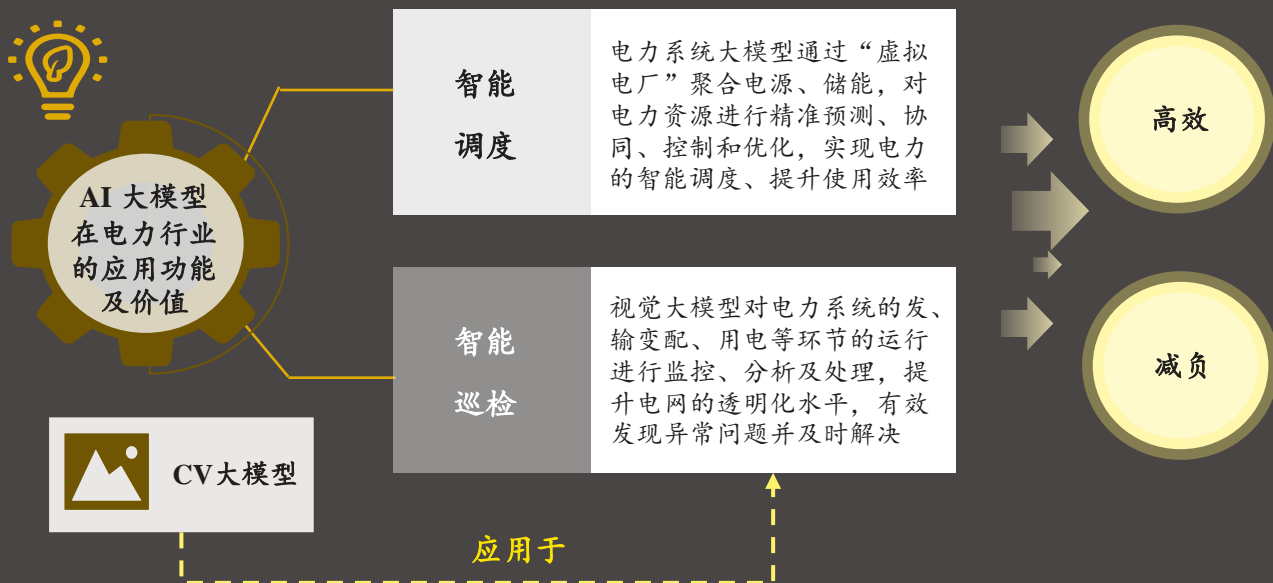 AI 大模型
在电力行业
的应用功能
及价值
智能
调度
电力系统大模型通过“虚拟
电厂”聚合电源、储能，对
电力资源进行精准预测、协
同、控制和优化，实现电力
的智能调度、提升使用效率
智能
巡检
视觉大模型对电力系统的发、
输变配、用电等环节的运行
进行监控、分析及处理，提
升电网的透明化水平，有效
发现异常问题并及时解决
高效
减负
CV大模型
应用于